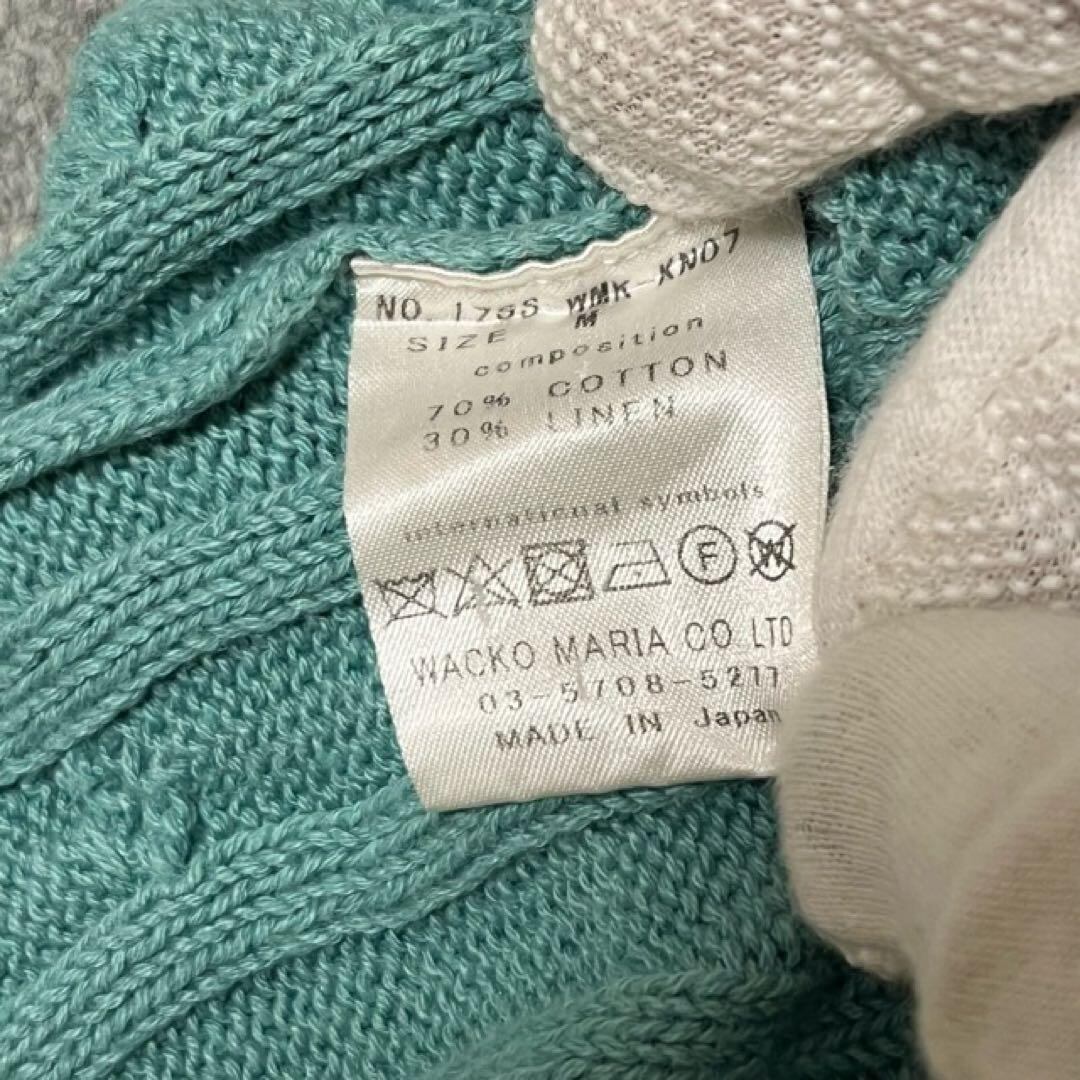 NO. 17SS WMK-KN07
SIZE M
composition
70% COTTON
30% LINEN
international symbols
F W
WACKO MARIA CO LTD
03-5708-5277
MADE IN Japan